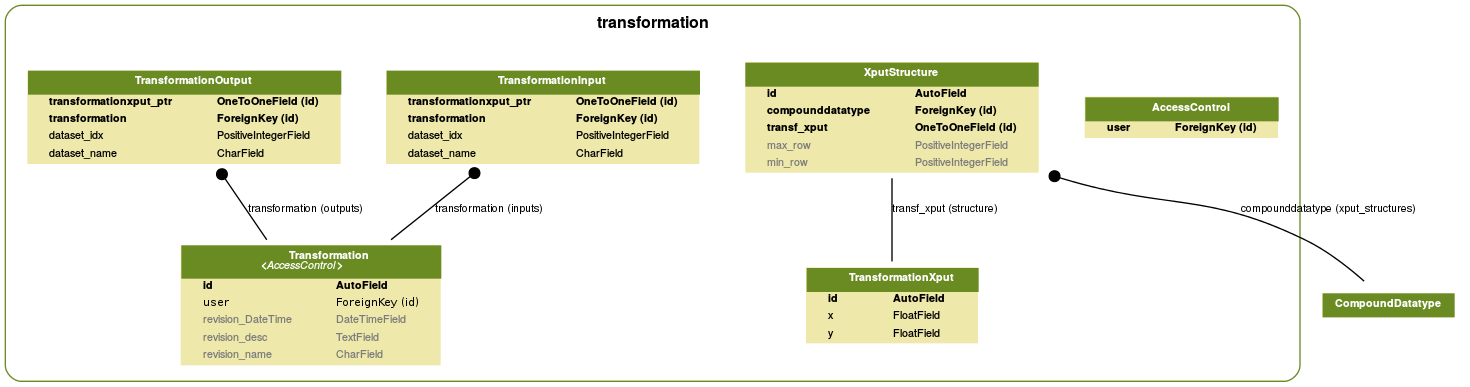 transformation
TransformationOutput
transformationxput_ptr OneToOneField (id)
transformation ForeignKey (id)
dataset_idx PositiveIntegerField
dataset_name CharField
TransformationInput
transformationxput_ptr OneToOneField (id)
transformation ForeignKey (id)
dataset_idx PositiveIntegerField
dataset_name CharField
XputStructure
id AutoField
compounddatatype ForeignKey (id)
transf_xput OneToOneField (id)
max_row PositiveIntegerField
min_row PositiveIntegerField
AccessControl
user ForeignKey (id)
transformation (outputs)
transformation (inputs)
transf_xput (structure)
compounddatatype (xput_structures)
Transformation
<AccessControl>
id AutoField
user ForeignKey (id)
revision_DateTime DateTimeField
revision_desc TextField
revision_name CharField
TransformationXput
id AutoField
x FloatField
y FloatField
CompoundDatatype